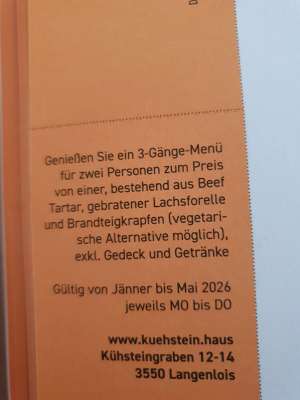 Genießen Sie ein 3-Gänge-Menü
für zwei Personen zum Preis
von einer, bestehend aus Beef
Tartar, gebratener Lachsforelle
und Brandteigkrapfen (vegetari-
sche Alternative möglich),
exkl. Gedeck und Getränke
Gültig von Jänner bis Mai 2026
jeweils MO bis DO
www.kuehstein.haus
Kühsteingraben 12-14
3550 Langenlois